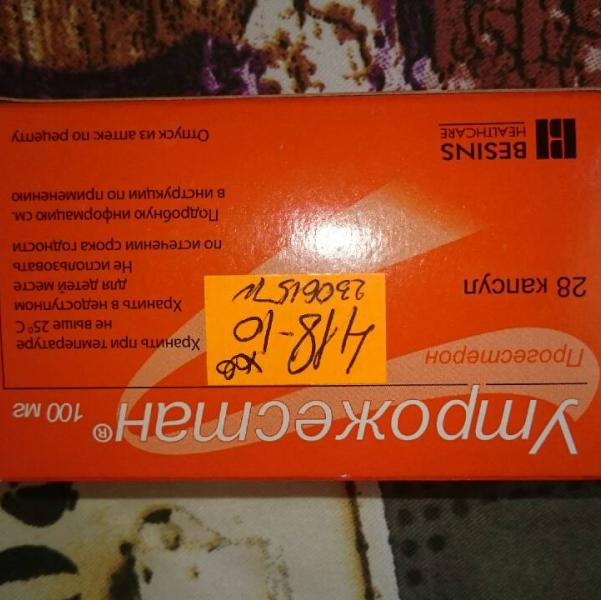 Утрожестан® 100 мг
Прогестерон
28 капсул
418-10
230615
Хранить при температуре
не выше 25°С
Хранить в недоступном
для детей месте
Не использовать
по истечении срока годности
Подробную информацию см.
в инструкции по применению
BESINS
HEALTHCARE
Отпуск из аптек: по рецепту